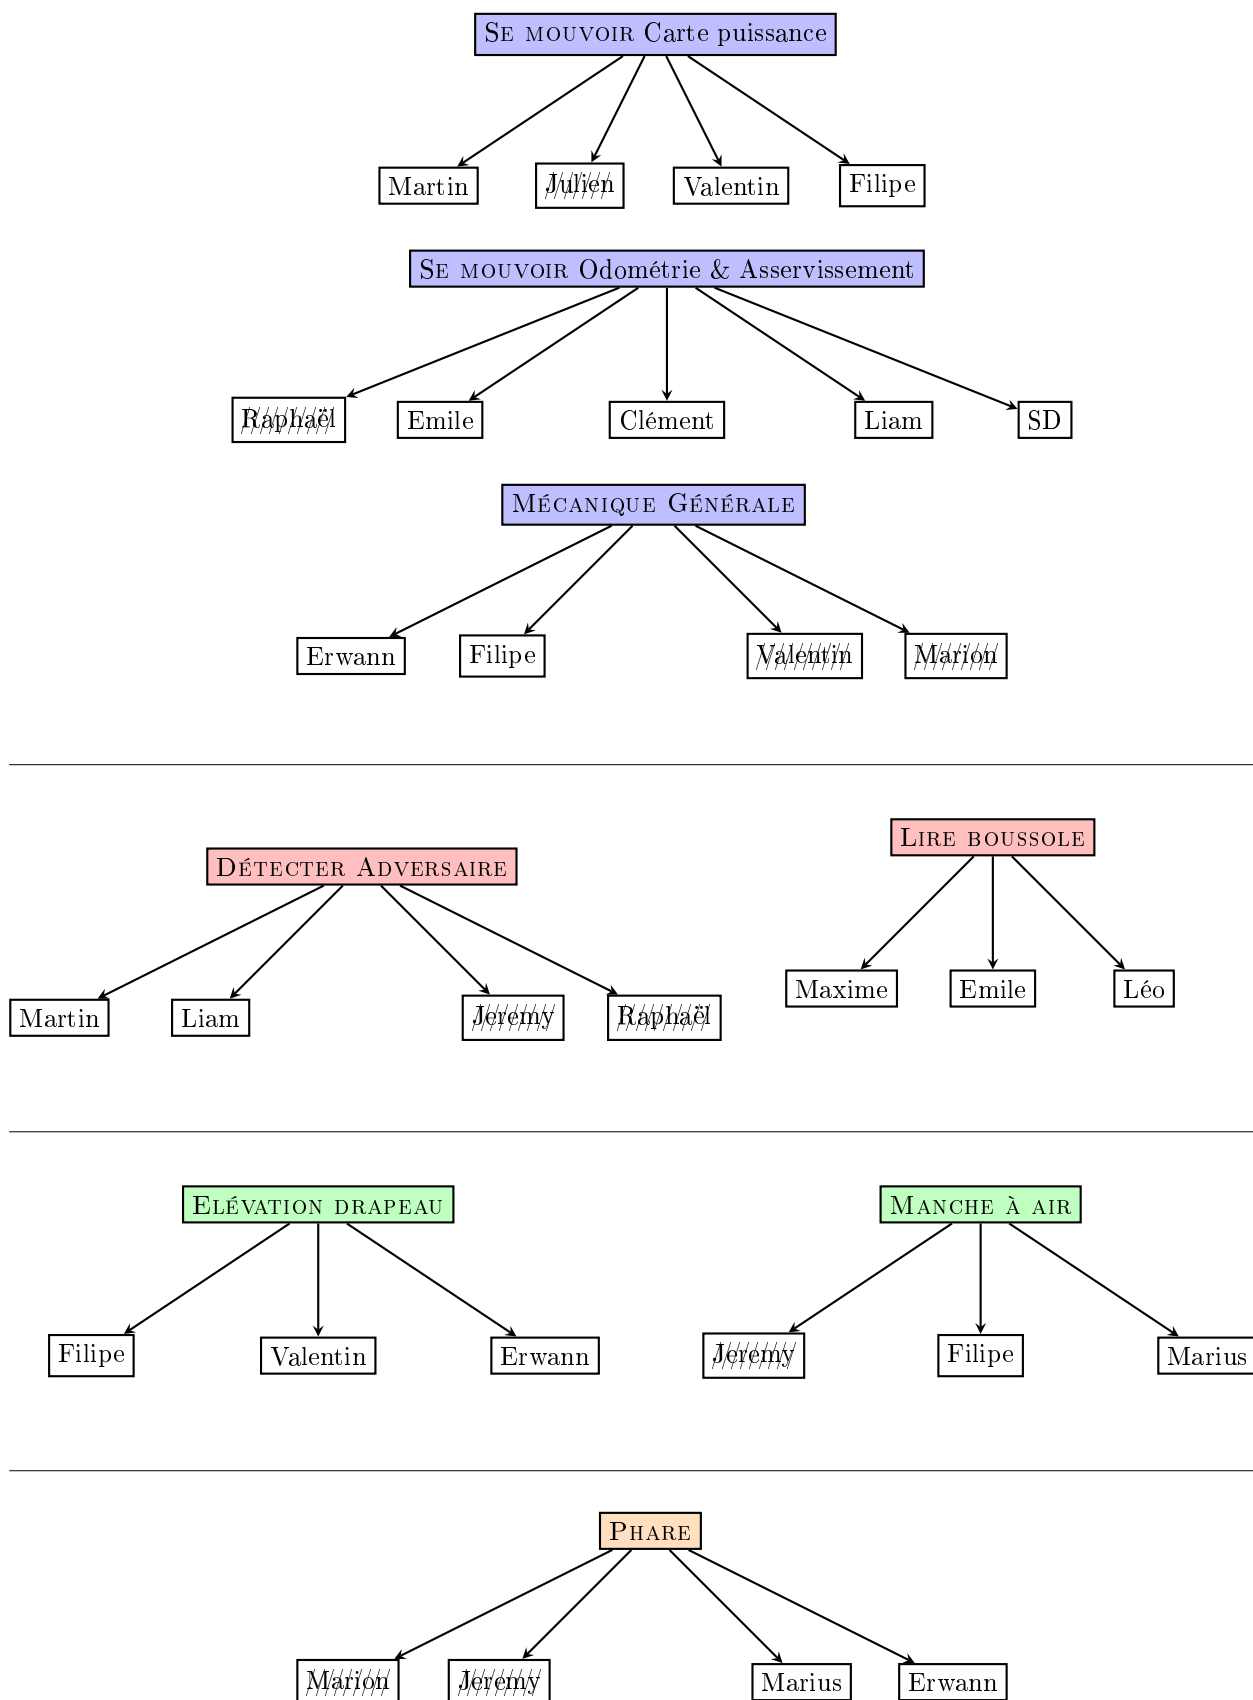 SE MOUVOIR Carte puissance
Martin Julien Valentin Filipe
SE MOUVOIR Odométrie & Asservissement
Raphaël Emile Clément Liam SD
MÉCANIQUE GÉNÉRALE
Erwann Filipe Valentin Marion
LIRE BOUSSOLE
DÉTECTER ADVERSAIRE
Maxime Emile Léo
Martin Liam Jeremy Raphaël
ELÉVATION DRAPEAU MANCHE À AIR
Filipe Valentin Erwann Jeremy Filipe Marius
PHARE
Marion Jeremy Marius Erwann